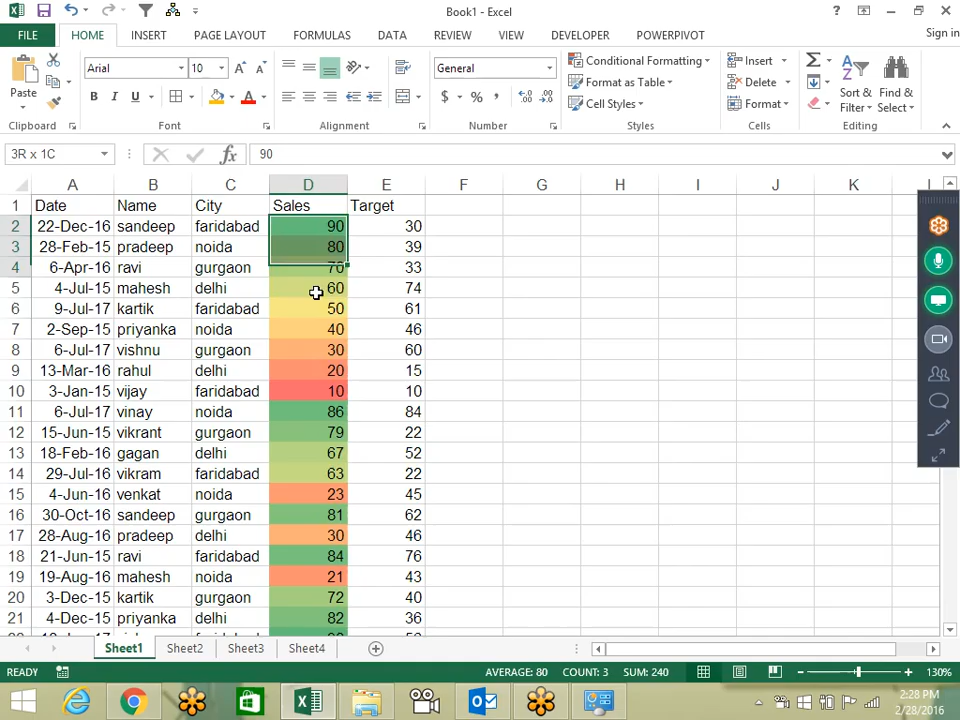 Book1 - Excel
Sign in
FILE HOME INSERT PAGE LAYOUT FORMULAS DATA REVIEW VIEW DEVELOPER POWERPIVOT
Paste
Arial 10
B I U
General
$ %
Conditional Formatting
Format as Table
Cell Styles
Insert
Delete
Format
Sort & Filter
Find & Select
Clipboard Font Alignment Number Styles Cells Editing
3R x 1C fx 90
A B C D E F G H I J K
1 Date Name City Sales Target
2 22-Dec-16 sandeep faridabad 90 30
3 28-Feb-15 pradeep noida 80 39
4 6-Apr-16 ravi gurgaon 70 33
5 4-Jul-15 mahesh delhi 60 74
6 9-Jul-17 kartik faridabad 50 61
7 2-Sep-15 priyanka noida 40 46
8 6-Jul-17 vishnu gurgaon 30 60
9 13-Mar-16 rahul delhi 20 15
10 3-Jan-15 vijay faridabad 10 10
11 6-Jul-17 vinay noida 86 84
12 15-Jun-15 vikrant gurgaon 79 22
13 18-Feb-16 gagan delhi 67 52
14 29-Jul-16 vikram faridabad 63 22
15 4-Jun-16 venkat noida 23 45
16 30-Oct-16 sandeep gurgaon 81 62
17 28-Aug-16 pradeep delhi 30 46
18 21-Jun-15 ravi faridabad 84 76
19 19-Aug-16 mahesh noida 21 43
20 3-Dec-15 kartik gurgaon 72 40
21 4-Dec-15 priyanka delhi 82 36
Sheet1 Sheet2 Sheet3 Sheet4
READY AVERAGE: 80 COUNT: 3 SUM: 240 130%
2:28 PM
2/28/2016